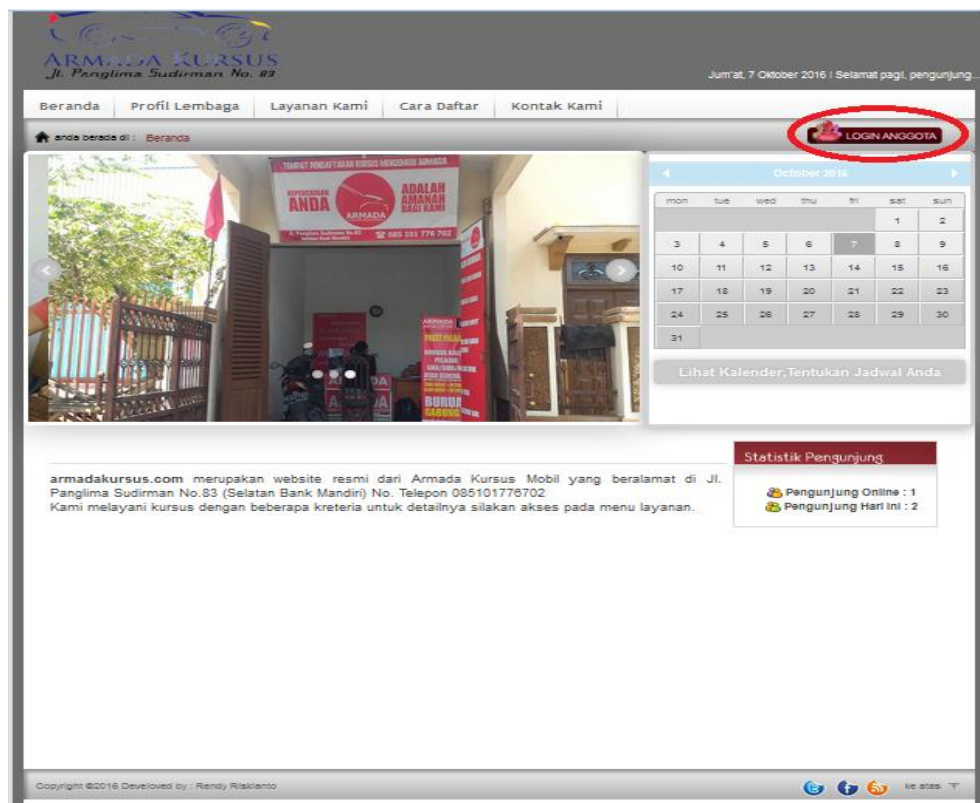 ARMADA KURSUS
Jl. Panglima Sudirman No. 83
Jum'at, 7 Oktober 2016 | Selamat pagi, pengunjung...
Beranda Profil Lembaga Layanan Kami Cara Daftar Kontak Kami
anda berada di : Beranda
LOGIN ANGGOTA
TEMPAT PENDAFTARAN KURSUS MENGEMUDI ARMADA
KEPERCAYAAN
ANDA
ARMADA
ADALAH
AMANAH
BAGI KAMI
October 2016
mon tue wed thu fri sat sun
1 2
3 4 5 6 7 8 9
10 11 12 13 14 15 16
17 18 19 20 21 22 23
24 25 26 27 28 29 30
31
Lihat Kalender,Tentukan Jadwal Anda
armadakursus.com merupakan website resmi dari Armada Kursus Mobil yang beralamat di Jl.
Panglima Sudirman No.83 (Selatan Bank Mandiri) No. Telepon 085101776702
Kami melayani kursus dengan beberapa kreteria untuk detailnya silakan akses pada menu layanan.
Statistik Pengunjung
Pengunjung Online : 1
Pengunjung Hari Ini : 2
Copyright ©2016 Develoved by : Rendy Riskianto
ke atas